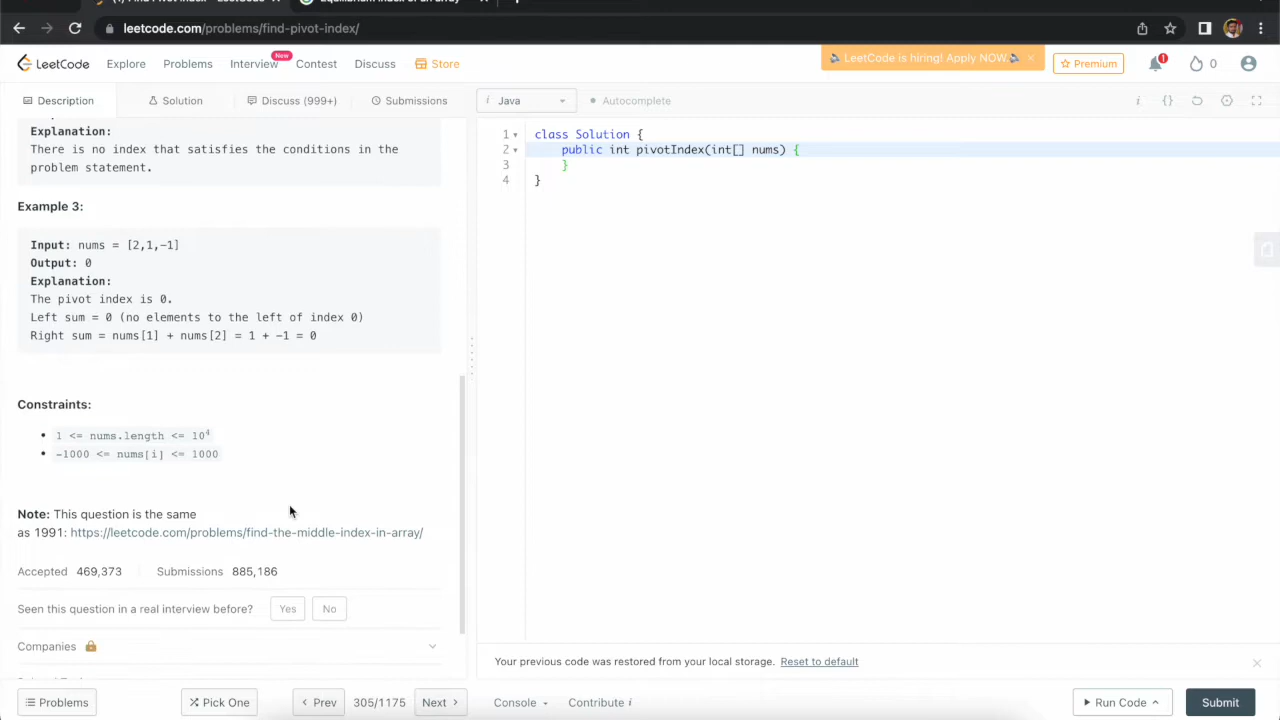 leetcode.com/problems/find-pivot-index/
LeetCode
Explore
Problems
Interview
New
Contest
Discuss
Store
LeetCode is hiring! Apply NOW.
×
Premium
1
0
Description
Solution
Discuss (999+)
Submissions
i Java
Autocomplete
i
{}
Explanation:
There is no index that satisfies the conditions in the
problem statement.
Example 3:
Input: nums = [2,1,-1]
Output: 0
Explanation:
The pivot index is 0.
Left sum = 0 (no elements to the left of index 0)
Right sum = nums[1] + nums[2] = 1 + -1 = 0
Constraints:
• 1 <= nums.length <= 10⁴
• -1000 <= nums[i] <= 1000
Note: This question is the same
as 1991: https://leetcode.com/problems/find-the-middle-index-in-array/
Accepted 469,373 Submissions 885,186
Seen this question in a real interview before? Yes No
Companies
1 class Solution {
2 public int pivotIndex(int[] nums) {
3 }
4 }
Your previous code was restored from your local storage. Reset to default
Problems
Pick One
Prev
305/1175
Next
Console
Contribute i
Run Code
Submit